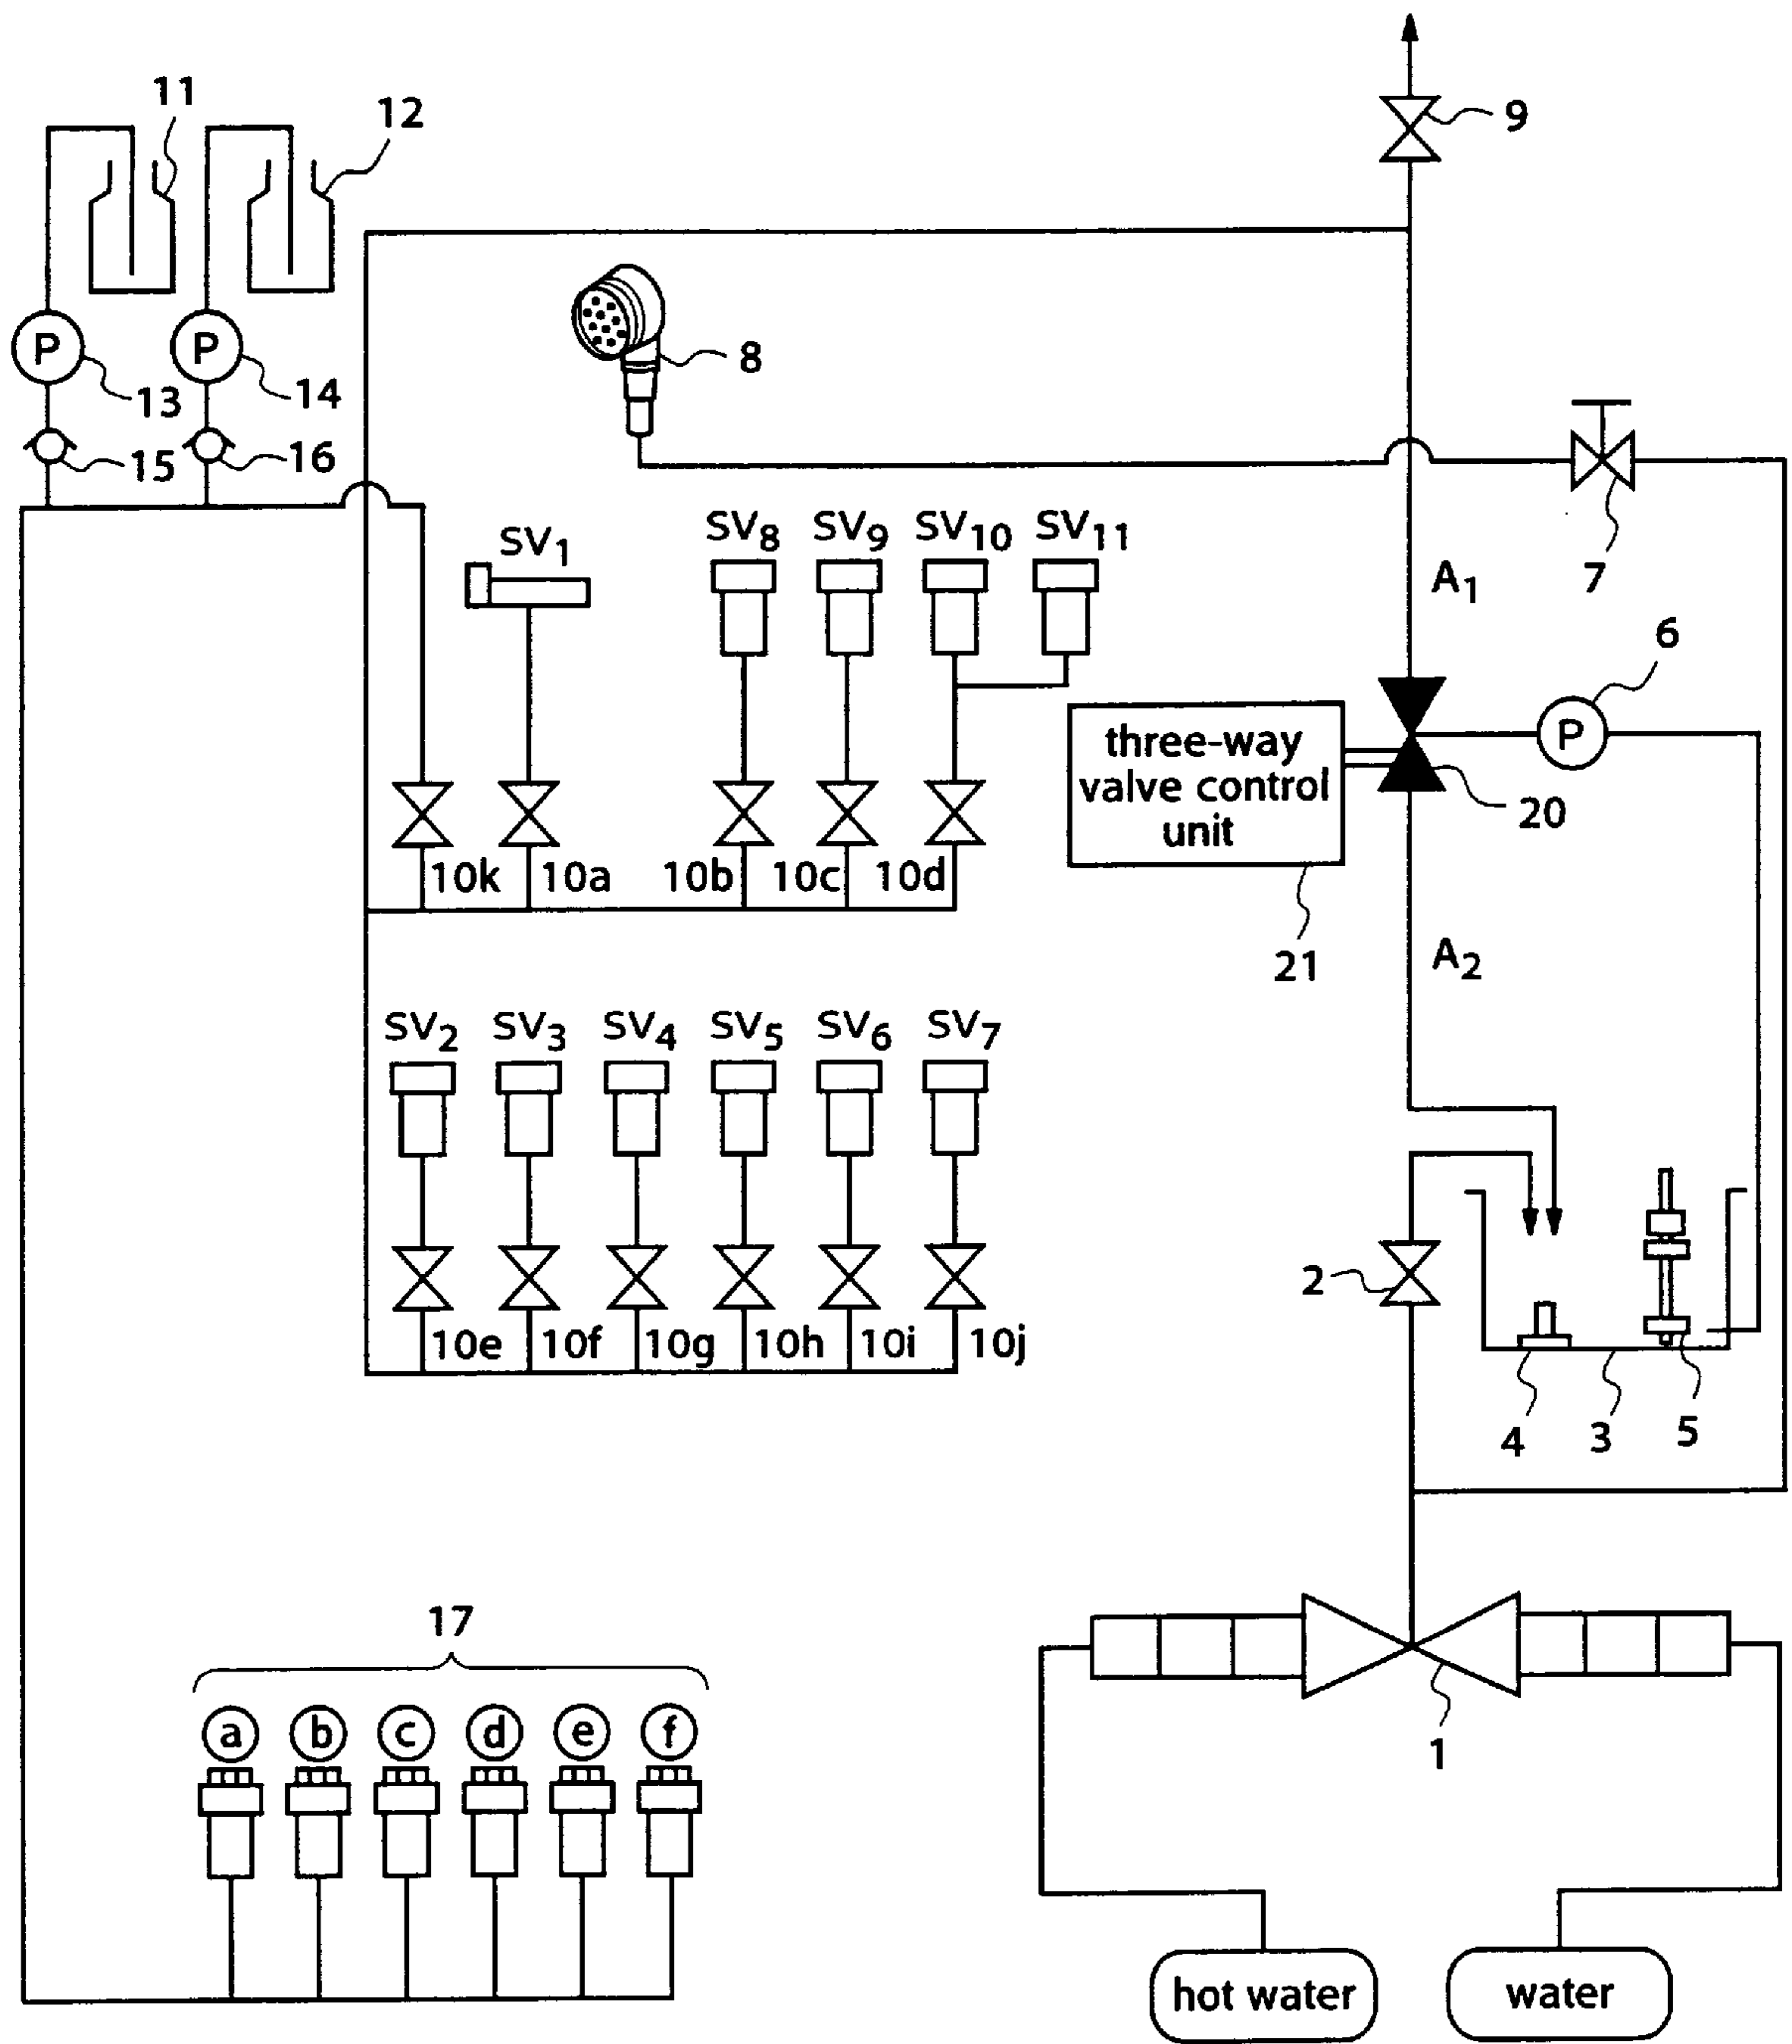 11
12
9
P
P
8
13
14
15
16
7
SV1
SV8
SV9
SV10
SV11
A1
6
P
three-way
valve control
unit
20
10k
10a
10b
10c
10d
21
A2
SV2
SV3
SV4
SV5
SV6
SV7
2
10e
10f
10g
10h
10i
10j
4
3
5
17
a
b
c
d
e
f
1
hot water
water